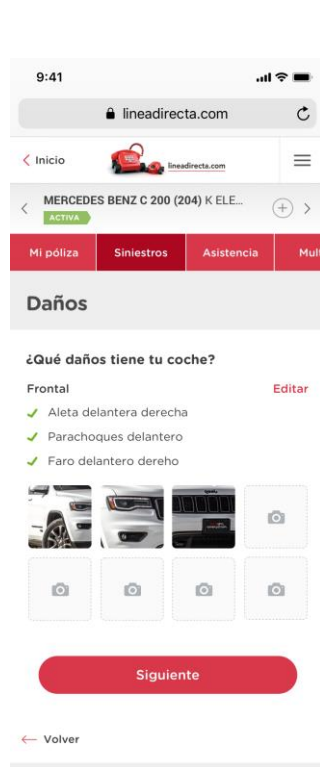 9:41
lineadirecta.com
Inicio
lineadirecta.com
MERCEDES BENZ C 200 (204) K ELE...
ACTIVA
Mi póliza Siniestros Asistencia Mul
Daños
¿Qué daños tiene tu coche?
Frontal Editar
Aleta delantera derecha
Parachoques delantero
Faro delantero dereho
Siguiente
Volver